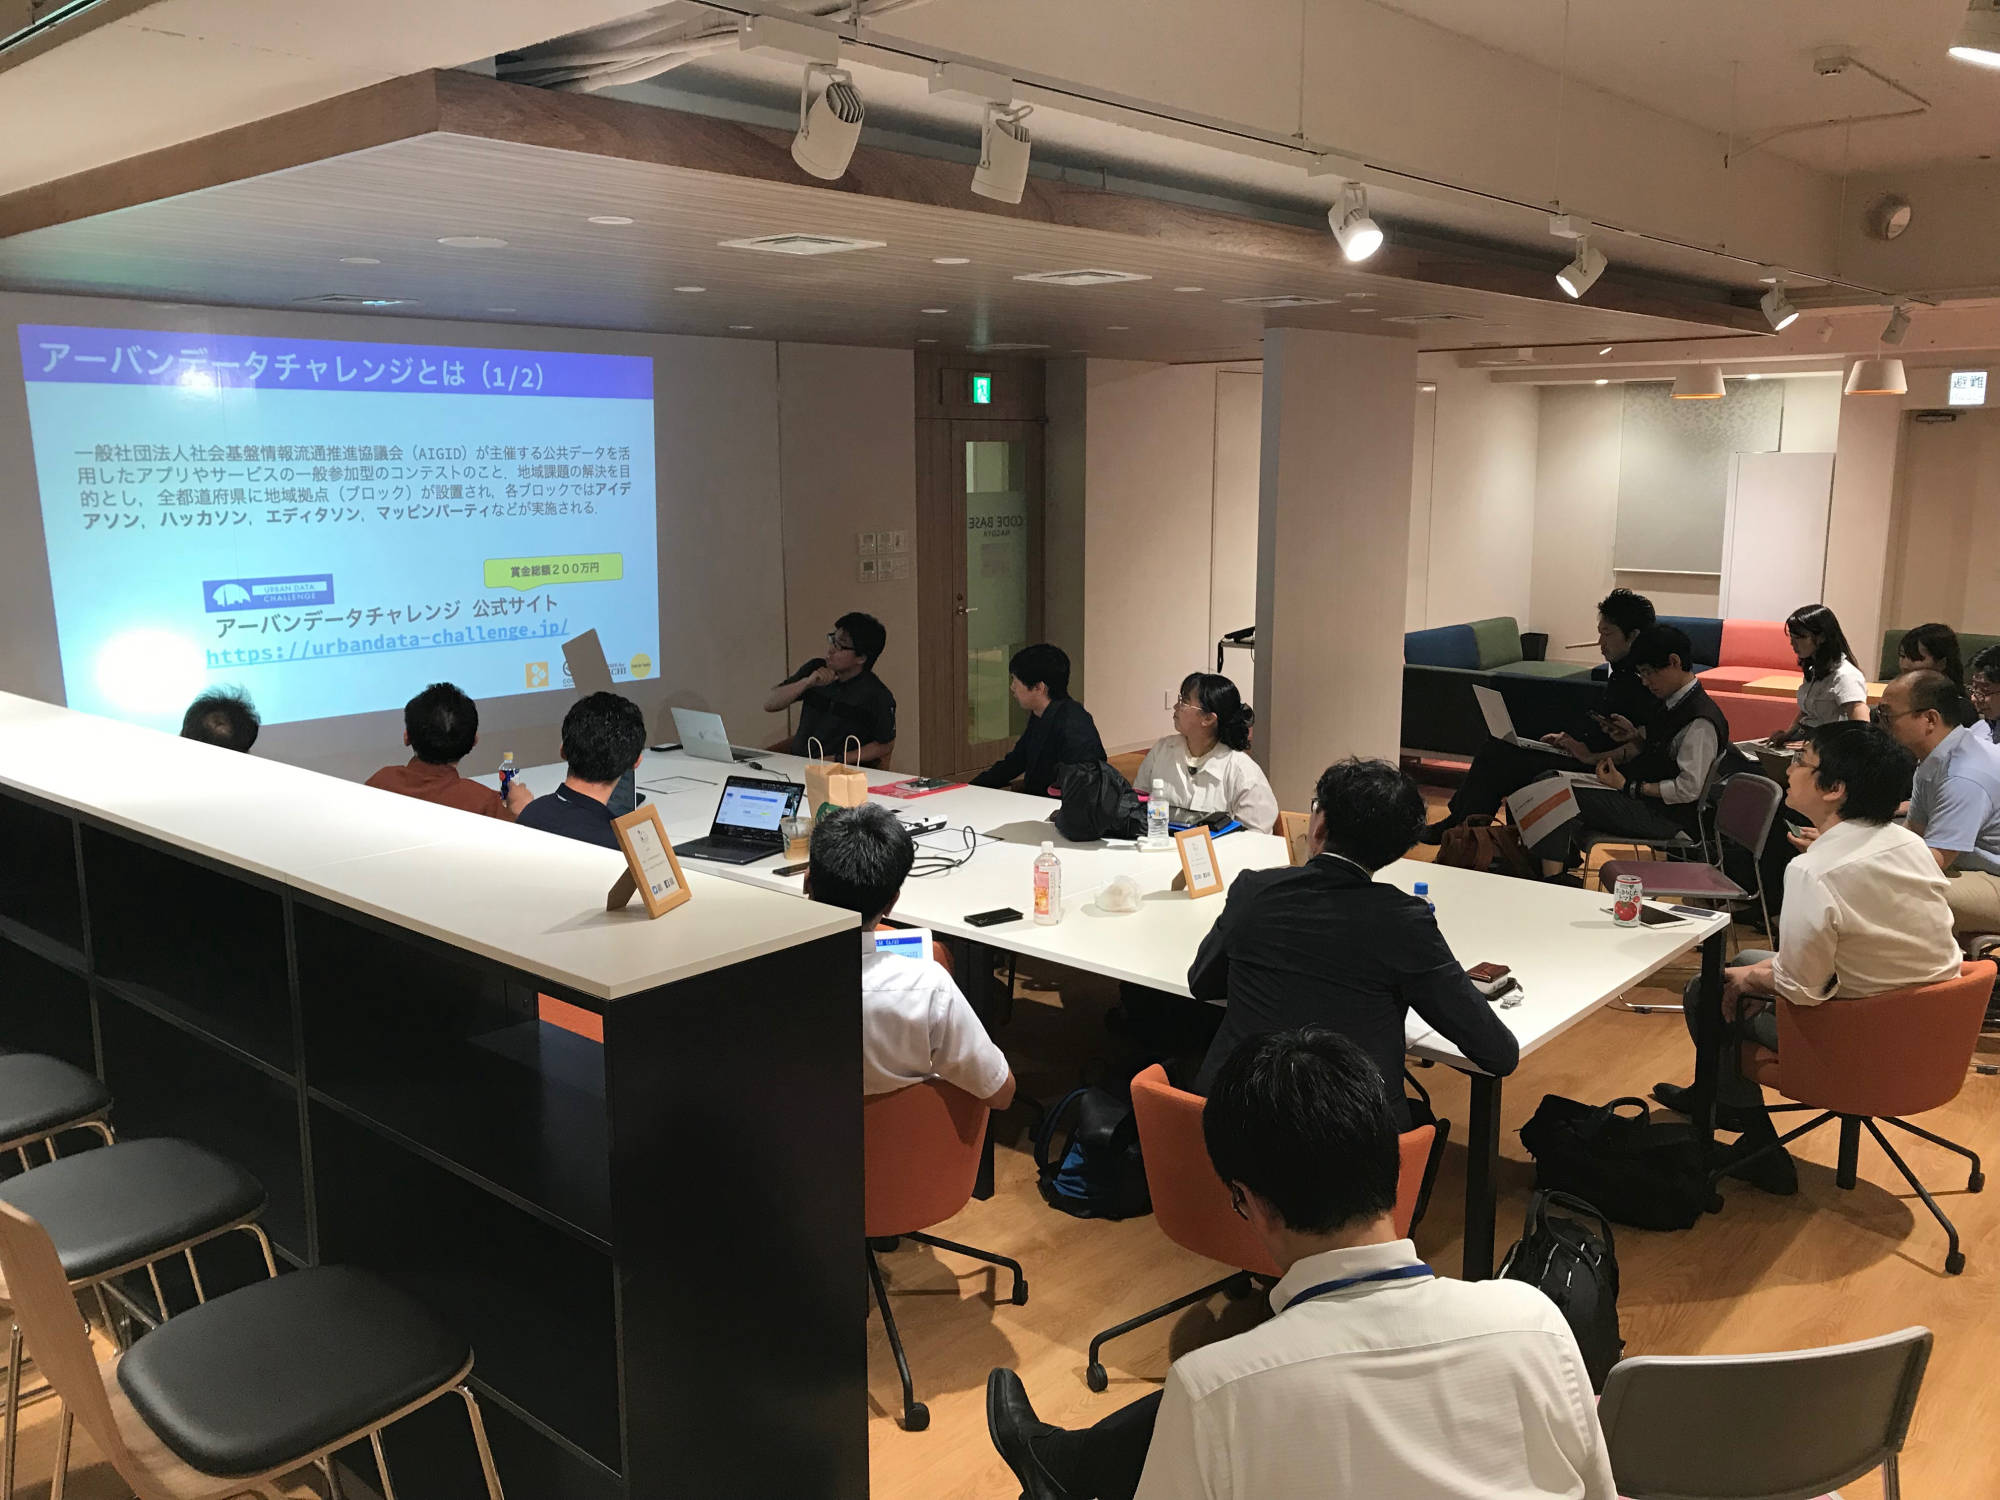 アーバンデータチャレンジとは（1/2）
一般社団法人社会基盤情報流通推進協議会（AIGID）が主催する公共データを活
用したアプリやサービスの一般参加型のコンテストのこと．地域課題の解決を目
的とし，全都道府県に地域拠点（ブロック）が設置され，各ブロックではアイデ
アソン，ハッカソン，エディタソン，マッピンパーティなどが実施される．
賞金総額２００万円
URBAN DATA
CHALLENGE
アーバンデータチャレンジ 公式サイト
https://urbandata-challenge.jp/
CODE BASE
NAGOYA
避難